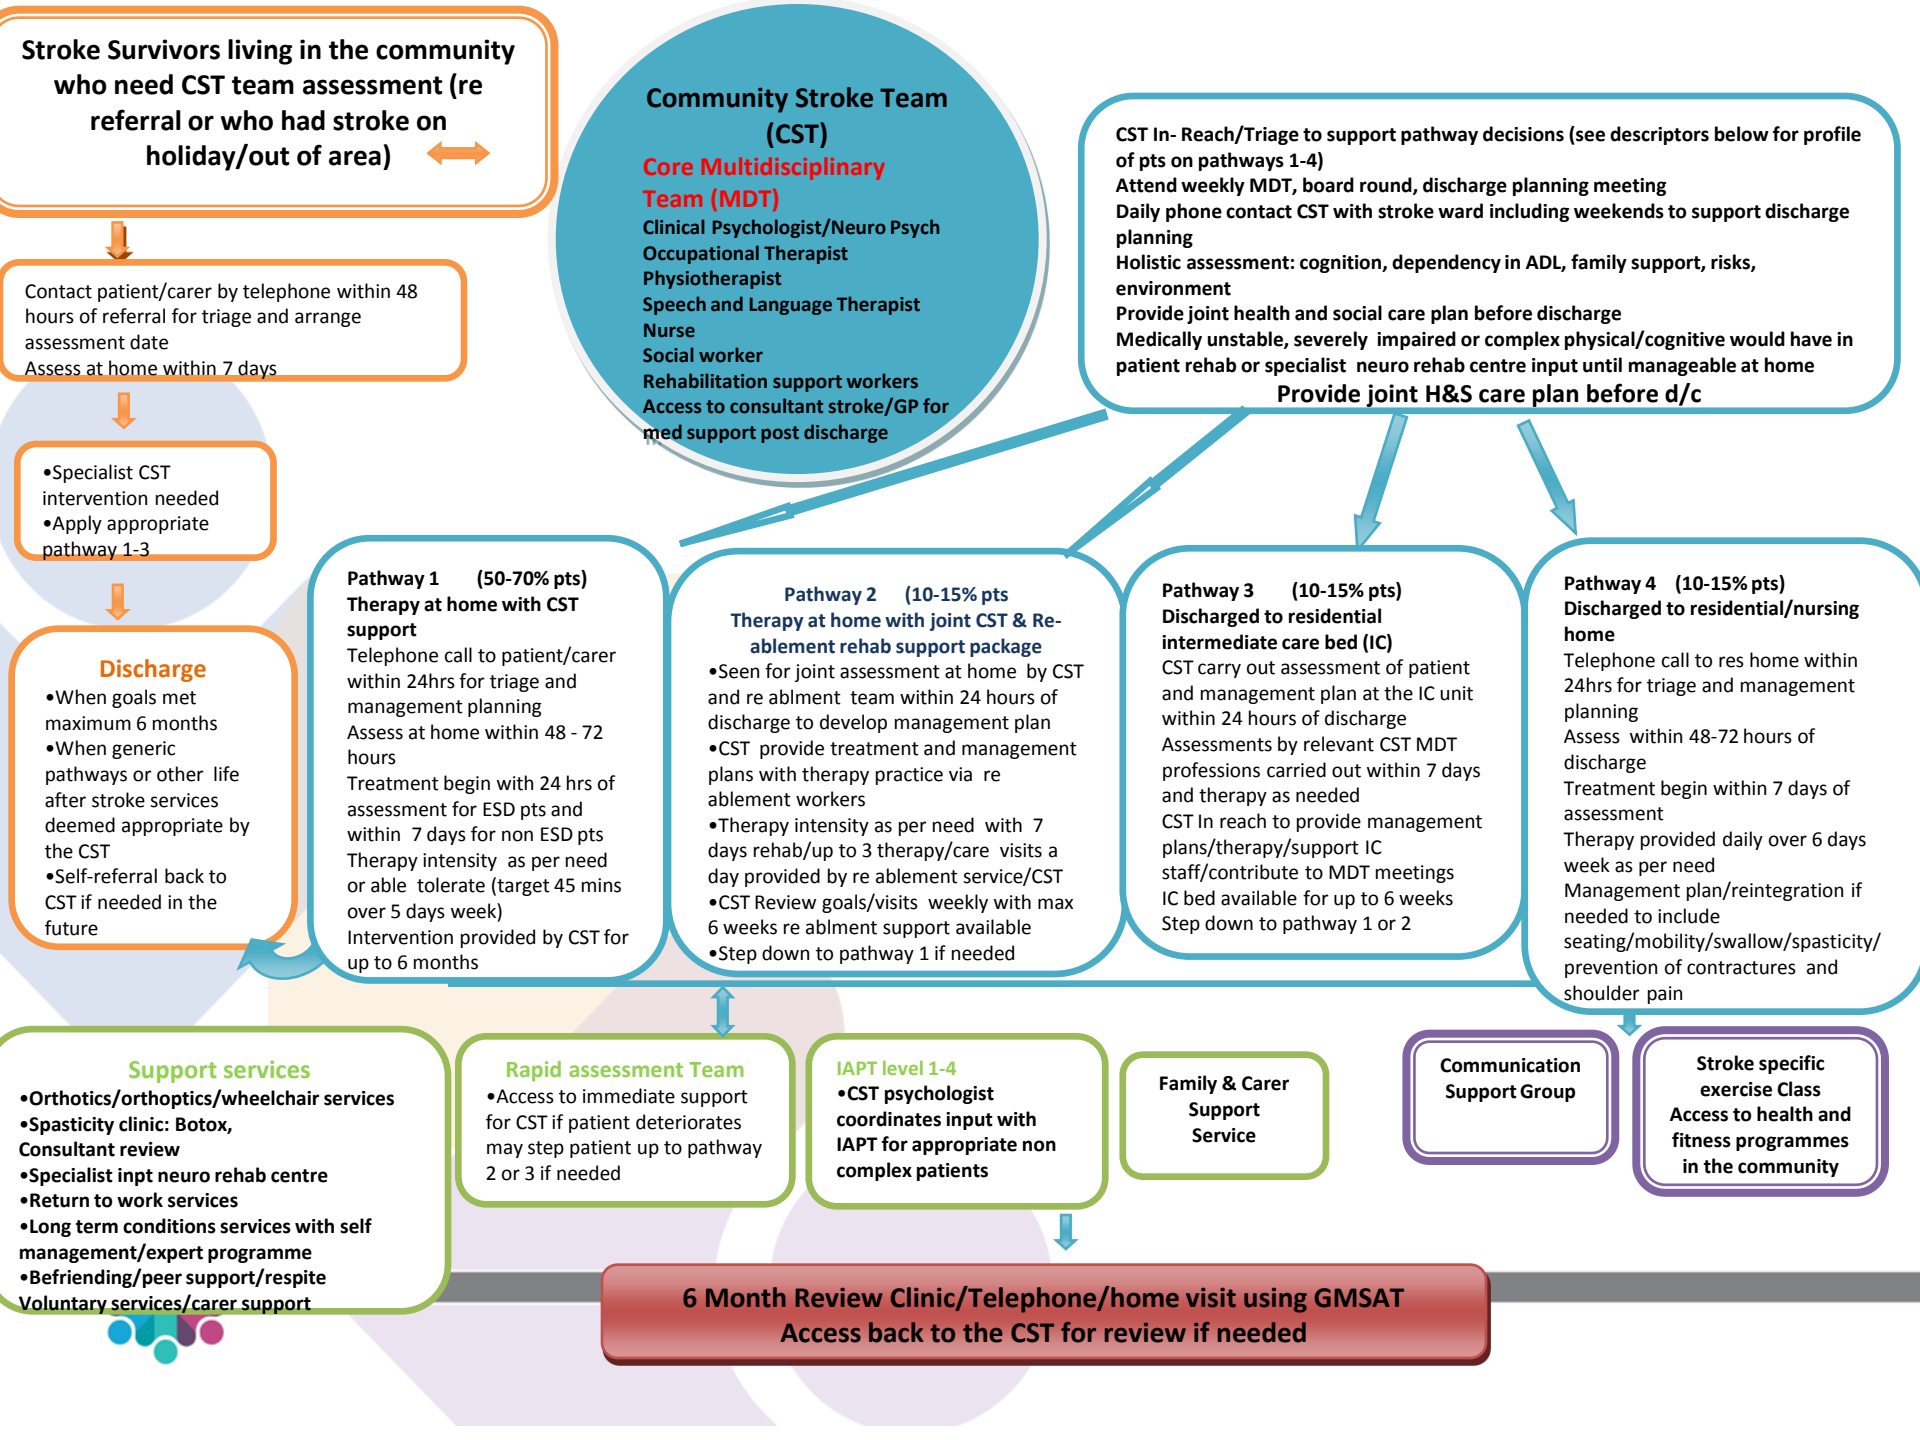 Stroke Survivors living in the community
who need CST team assessment (re
referral or who had stroke on
holiday/out of area)
Contact patient/carer by telephone within 48
hours of referral for triage and arrange
assessment date
Assess at home within 7 days
•Specialist CST
intervention needed
•Apply appropriate
pathway 1-3
Discharge
•When goals met
maximum 6 months
•When generic
pathways or other life
after stroke services
deemed appropriate by
the CST
•Self-referral back to
CST if needed in the
future
Community Stroke Team
(CST)
Core Multidisciplinary
Team (MDT)
Clinical Psychologist/Neuro Psych
Occupational Therapist
Physiotherapist
Speech and Language Therapist
Nurse
Social worker
Rehabilitation support workers
Access to consultant stroke/GP for
med support post discharge
CST In- Reach/Triage to support pathway decisions (see descriptors below for profile
of pts on pathways 1-4)
Attend weekly MDT, board round, discharge planning meeting
Daily phone contact CST with stroke ward including weekends to support discharge
planning
Holistic assessment: cognition, dependency in ADL, family support, risks,
environment
Provide joint health and social care plan before discharge
Medically unstable, severely impaired or complex physical/cognitive would have in
patient rehab or specialist neuro rehab centre input until manageable at home
Provide joint H&S care plan before d/c
Pathway 1 (50-70% pts)
Therapy at home with CST
support
Telephone call to patient/carer
within 24hrs for triage and
management planning
Assess at home within 48 - 72
hours
Treatment begin with 24 hrs of
assessment for ESD pts and
within 7 days for non ESD pts
Therapy intensity as per need
or able tolerate (target 45 mins
over 5 days week)
Intervention provided by CST for
up to 6 months
Pathway 2 (10-15% pts
Therapy at home with joint CST & Re-
ablement rehab support package
•Seen for joint assessment at home by CST
and re ablment team within 24 hours of
discharge to develop management plan
•CST provide treatment and management
plans with therapy practice via re
ablement workers
•Therapy intensity as per need with 7
days rehab/up to 3 therapy/care visits a
day provided by re ablement service/CST
•CST Review goals/visits weekly with max
6 weeks re ablment support available
•Step down to pathway 1 if needed
Pathway 3 (10-15% pts)
Discharged to residential
intermediate care bed (IC)
CST carry out assessment of patient
and management plan at the IC unit
within 24 hours of discharge
Assessments by relevant CST MDT
professions carried out within 7 days
and therapy as needed
CST In reach to provide management
plans/therapy/support IC
staff/contribute to MDT meetings
IC bed available for up to 6 weeks
Step down to pathway 1 or 2
Pathway 4 (10-15% pts)
Discharged to residential/nursing
home
Telephone call to res home within
24hrs for triage and management
planning
Assess within 48-72 hours of
discharge
Treatment begin within 7 days of
assessment
Therapy provided daily over 6 days
week as per need
Management plan/reintegration if
needed to include
seating/mobility/swallow/spasticity/
prevention of contractures and
shoulder pain
Support services
•Orthotics/orthoptics/wheelchair services
•Spasticity clinic: Botox,
Consultant review
•Specialist inpt neuro rehab centre
•Return to work services
•Long term conditions services with self
management/expert programme
•Befriending/peer support/respite
Voluntary services/carer support
Rapid assessment Team
•Access to immediate support
for CST if patient deteriorates
may step patient up to pathway
2 or 3 if needed
IAPT level 1-4
•CST psychologist
coordinates input with
IAPT for appropriate non
complex patients
Family & Carer
Support
Service
Communication
Support Group
Stroke specific
exercise Class
Access to health and
fitness programmes
in the community
6 Month Review Clinic/Telephone/home visit using GMSAT
Access back to the CST for review if needed